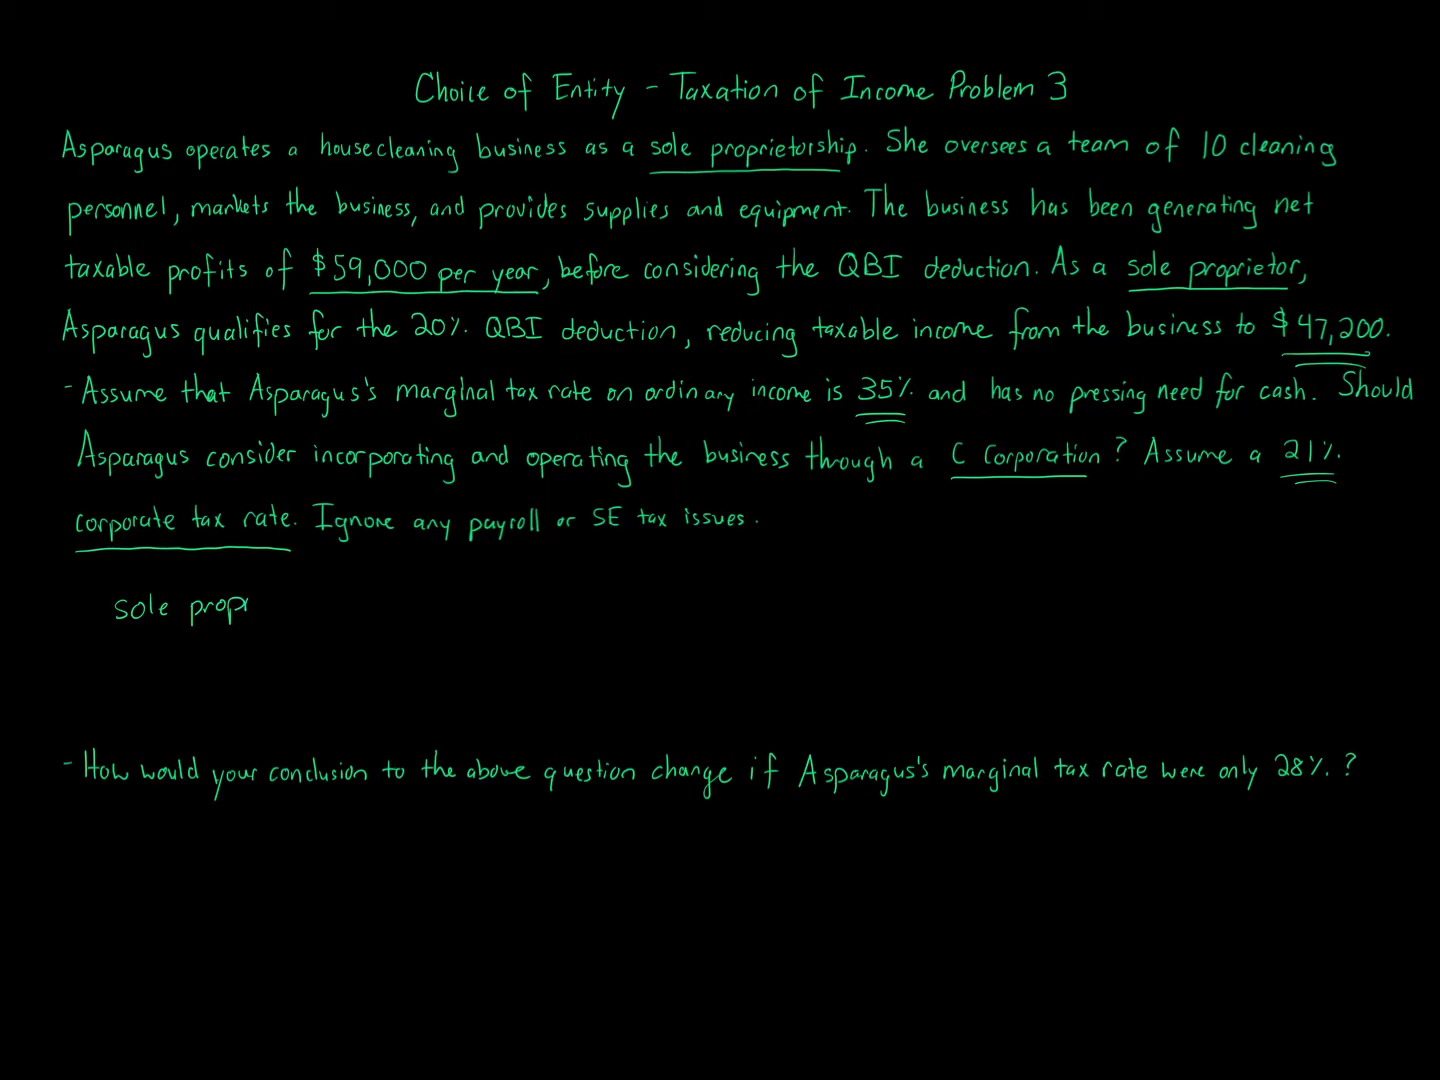 Choice of Entity - Taxation of Income Problem 3
Asparagus operates a housecleaning business as a sole proprietorship. She oversees a team of 10 cleaning
personnel, markets the business, and provides supplies and equipment. The business has been generating net
taxable profits of $59,000 per year, before considering the QBI deduction. As a sole proprietor,
Asparagus qualifies for the 20% QBI deduction, reducing taxable income from the business to $47,200.
- Assume that Asparagus's marginal tax rate on ordinary income is 35% and has no pressing need for cash. Should
Asparagus consider incorporating and operating the business through a C Corporation? Assume a 21%
corporate tax rate. Ignore any payroll or SE tax issues.
sole propr
- How would your conclusion to the above question change if Asparagus's marginal tax rate were only 28%?